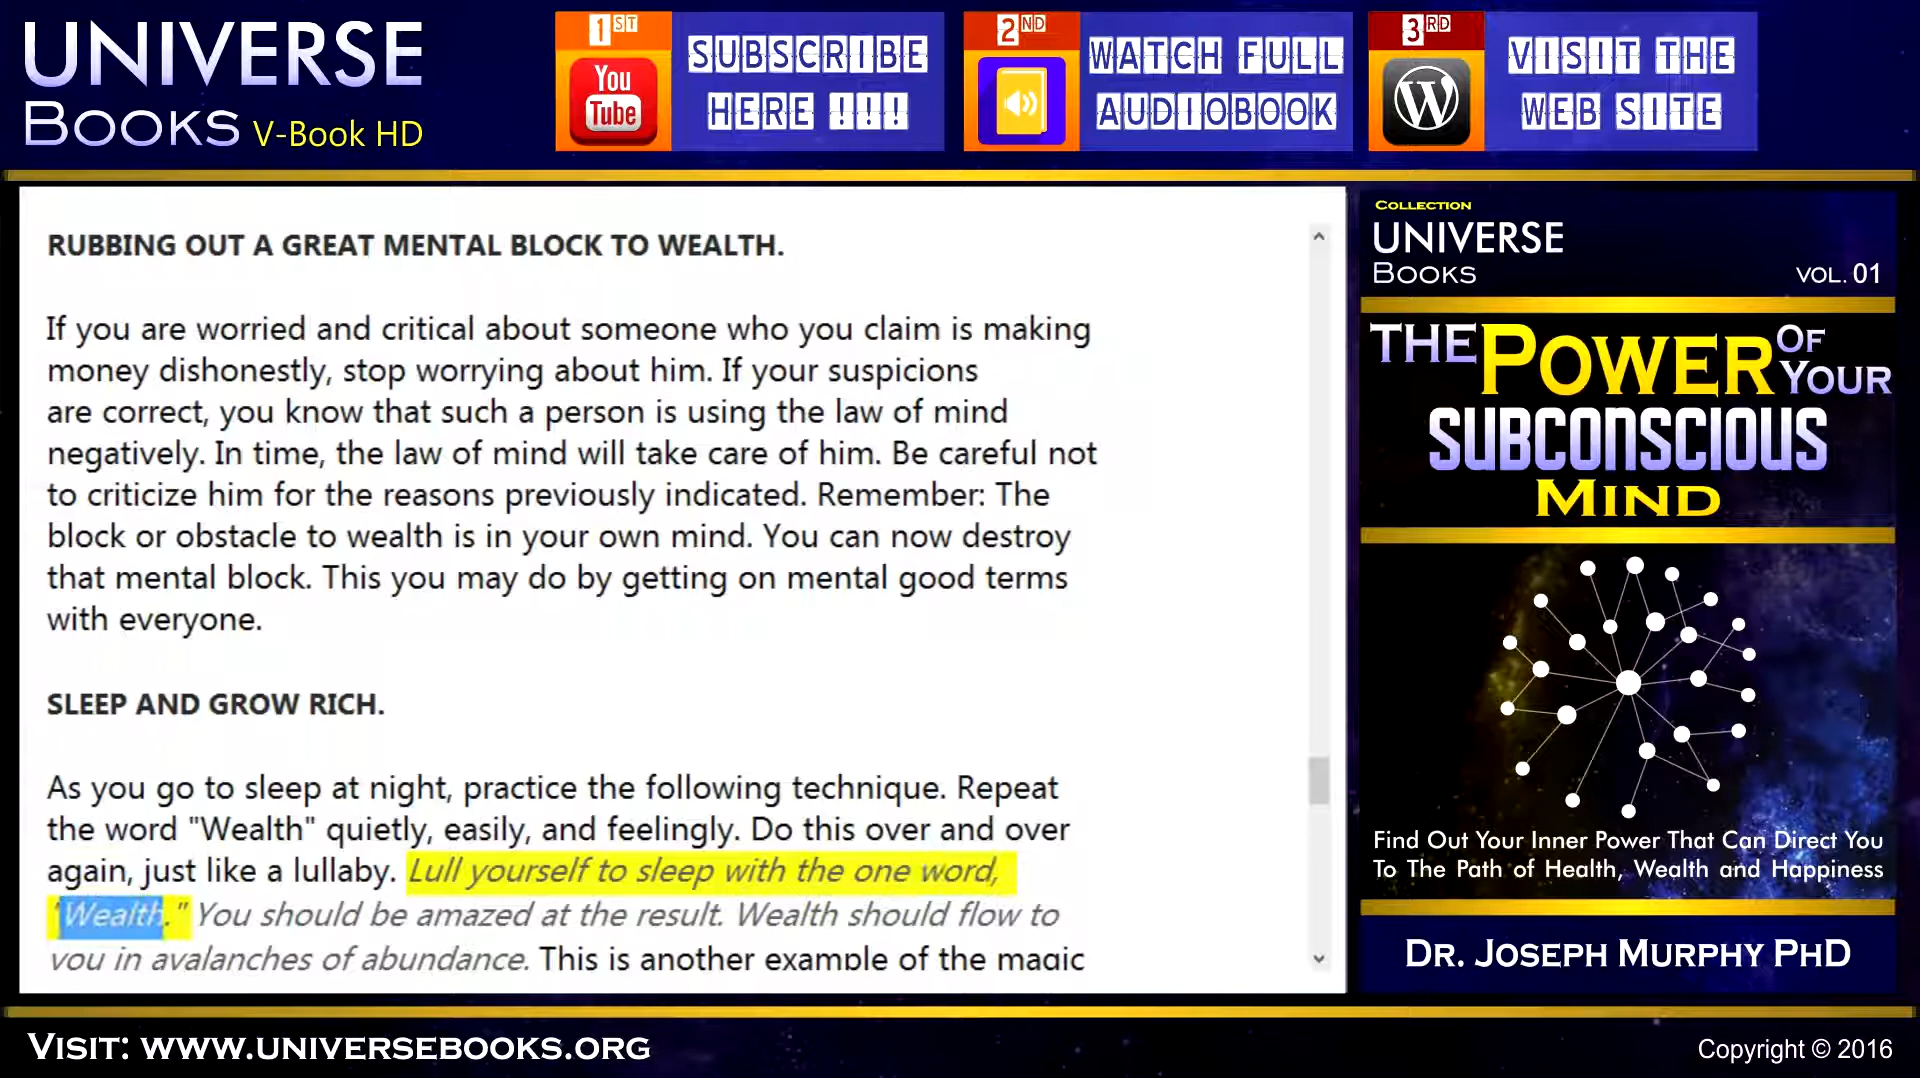 UNIVERSE
BOOKS V-Book HD
1ST
You
Tube
SUBSCRIBE
HERE !!!
2ND
WATCH FULL
AUDIOBOOK
3RD
VISIT THE
WEB SITE
RUBBING OUT A GREAT MENTAL BLOCK TO WEALTH.
If you are worried and critical about someone who you claim is making
money dishonestly, stop worrying about him. If your suspicions
are correct, you know that such a person is using the law of mind
negatively. In time, the law of mind will take care of him. Be careful not
to criticize him for the reasons previously indicated. Remember: The
block or obstacle to wealth is in your own mind. You can now destroy
that mental block. This you may do by getting on mental good terms
with everyone.
SLEEP AND GROW RICH.
As you go to sleep at night, practice the following technique. Repeat
the word "Wealth" quietly, easily, and feelingly. Do this over and over
again, just like a lullaby. Lull yourself to sleep with the one word,
"Wealth." You should be amazed at the result. Wealth should flow to
you in avalanches of abundance. This is another example of the magic
COLLECTION
UNIVERSE
BOOKS
VOL. 01
THE POWER OF YOUR
SUBCONSCIOUS
MIND
Find Out Your Inner Power That Can Direct You
To The Path of Health, Wealth and Happiness
DR. JOSEPH MURPHY PHD
VISIT: WWW.UNIVERSEBOOKS.ORG
Copyright © 2016